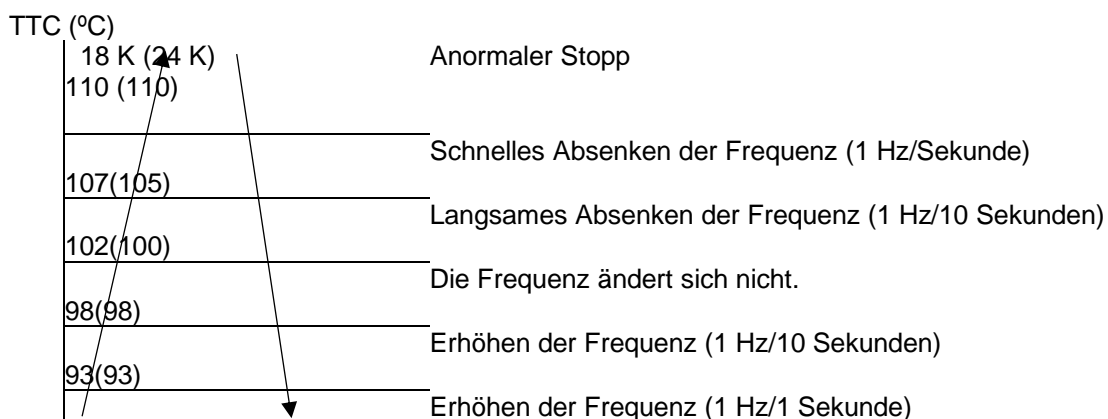 TTC (ºC)
18 K (24 K) Anormaler Stopp
110 (110)
Schnelles Absenken der Frequenz (1 Hz/Sekunde)
107(105)
Langsames Absenken der Frequenz (1 Hz/10 Sekunden)
102(100)
Die Frequenz ändert sich nicht.
98(98)
Erhöhen der Frequenz (1 Hz/10 Sekunden)
93(93)
Erhöhen der Frequenz (1 Hz/1 Sekunde)